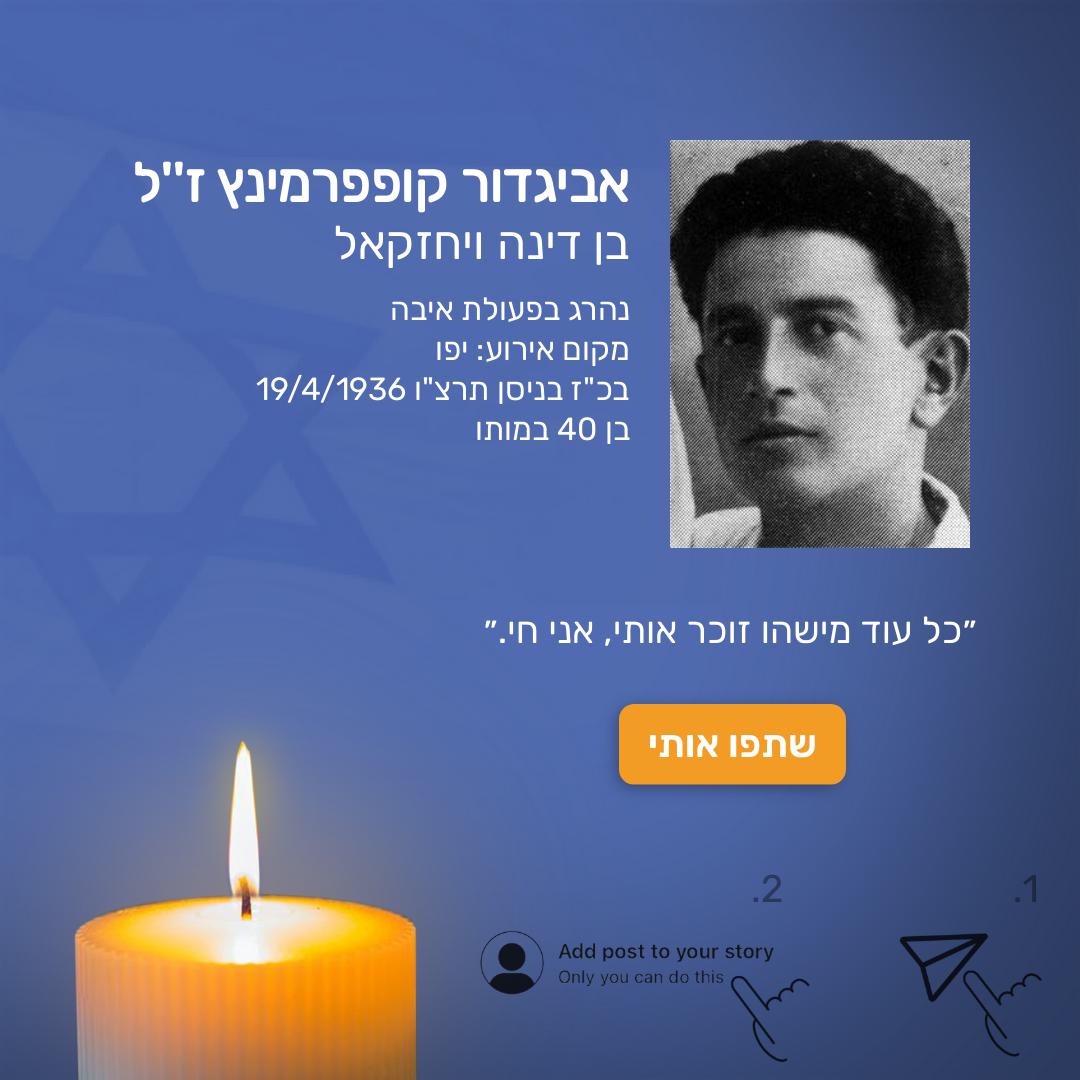 אביגדור קופפרמינץ ז''ל
בן דינה ויחזקאל
נהרג בפעולת איבה
מקום אירוע: יפו
בכ"ז בניסן תרצ"ו 19/4/1936
בן 40 במותו
״כל עוד מישהו זוכר אותי, אני חי.״
שתפו אותי
.1
.2
Add post to your story
Only you can do this